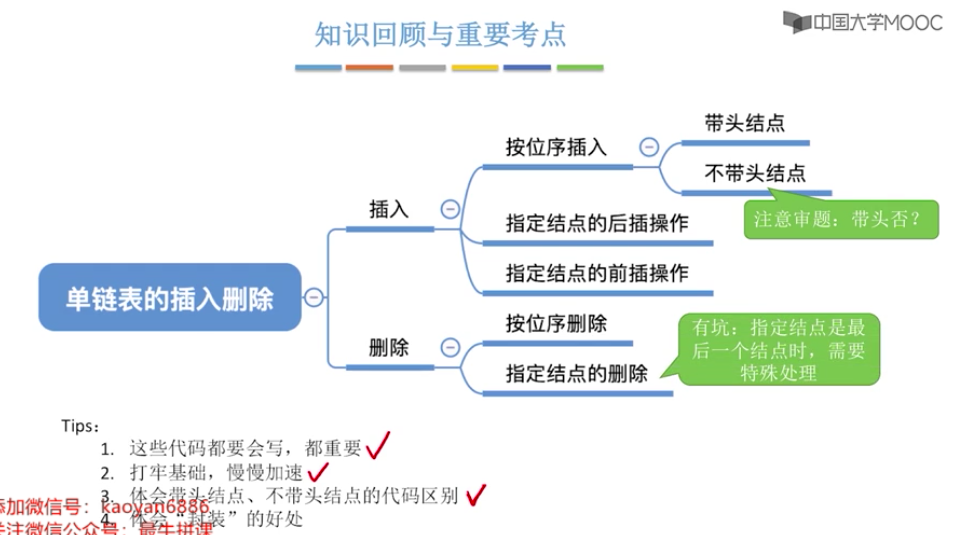 知识回顾与重要考点
中国大学MOOC
带头结点
按位序插入
不带头结点
插入
注意审题：带头否？
指定结点的后插操作
指定结点的前插操作
单链表的插入删除
按位序删除
有坑：指定结点是最
后一个结点时，需要
特殊处理
删除
指定结点的删除
Tips：
1. 这些代码都要会写，都重要
2. 打牢基础，慢慢加速
3. 体会带头结点、不带头结点的代码区别
添加微信号：kaoyan6886
4. 体会“封装”的好处
关注微信公众号：最牛拼课